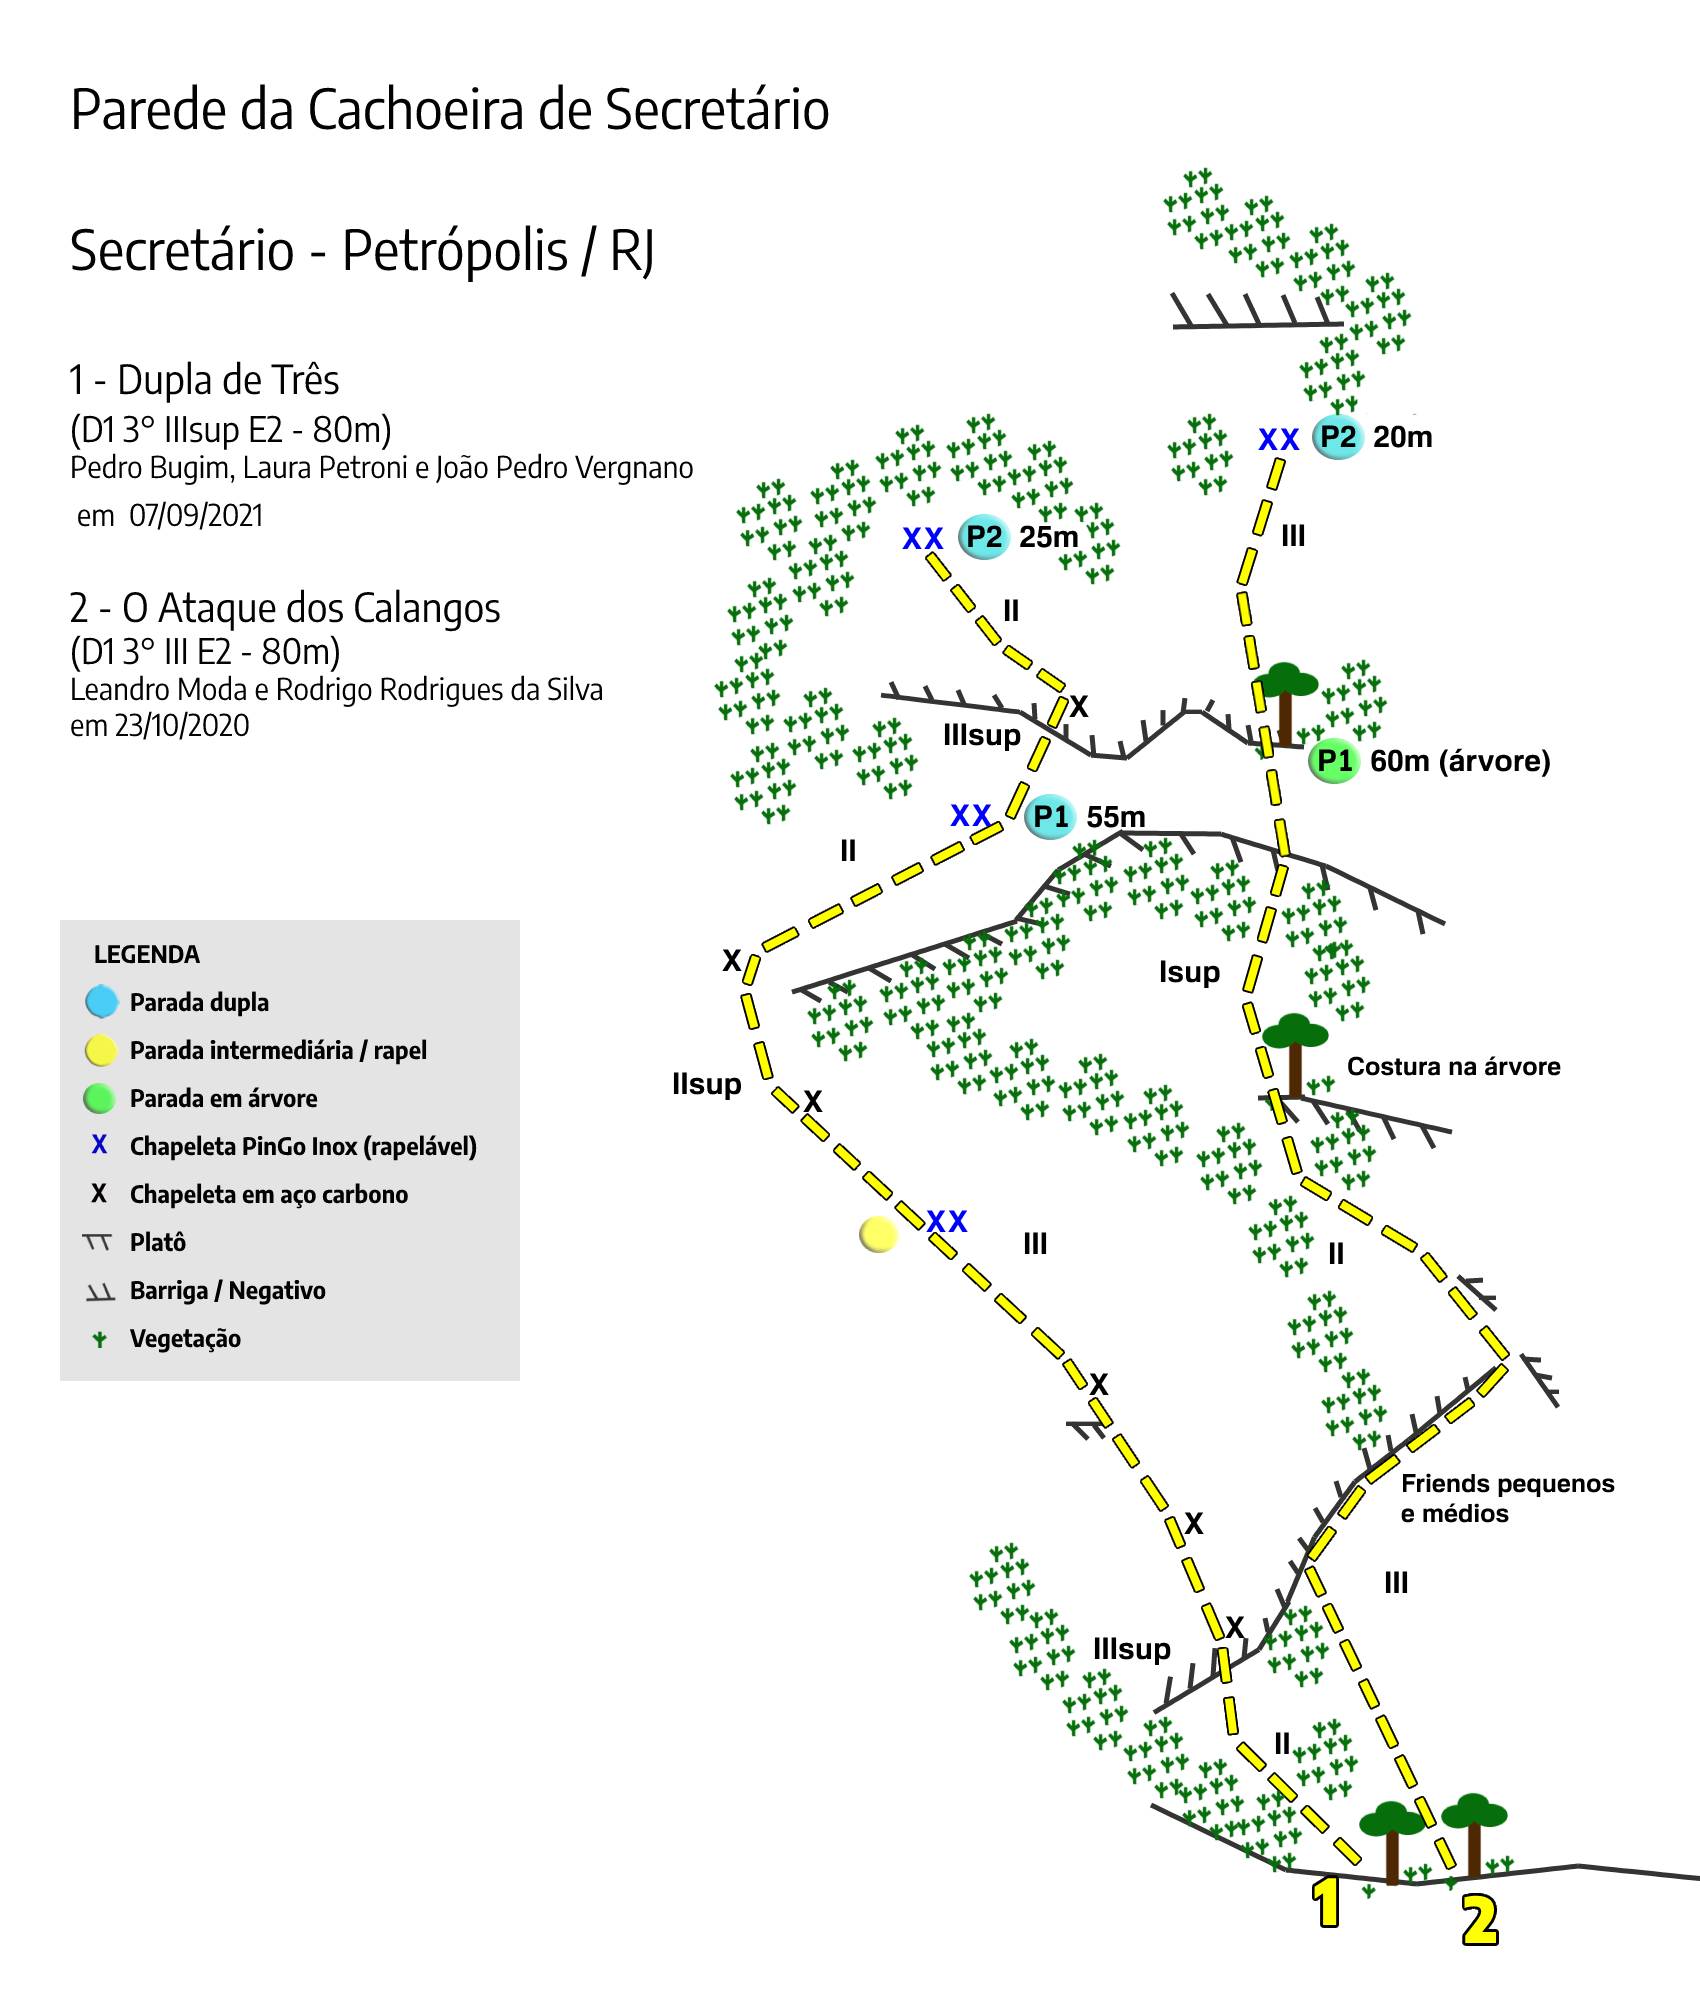 Parede da Cachoeira de Secretário
Secretário - Petrópolis / RJ
1 - Dupla de Três
(D1 3° IIIsup E2 - 80m)
Pedro Bugim, Laura Petroni e João Pedro Vergnano
em 07/09/2021
2 - O Ataque dos Calangos
(D1 3° III E2 - 80m)
Leandro Moda e Rodrigo Rodrigues da Silva
em 23/10/2020
LEGENDA
Parada dupla
Parada intermediária / rapel
Parada em árvore
X Chapeleta PinGo Inox (rapelável)
X Chapeleta em aço carbono
Platô
Barriga / Negativo
Vegetação
XX P2 20m
III
XX P2 25m
II
X
IIIsup
P1 60m (árvore)
XX P1 55m
II
X
Isup
Costura na árvore
IIsup
X
XX
III
II
X
Friends pequenos
e médios
X
III
X
IIIsup
II
1
2